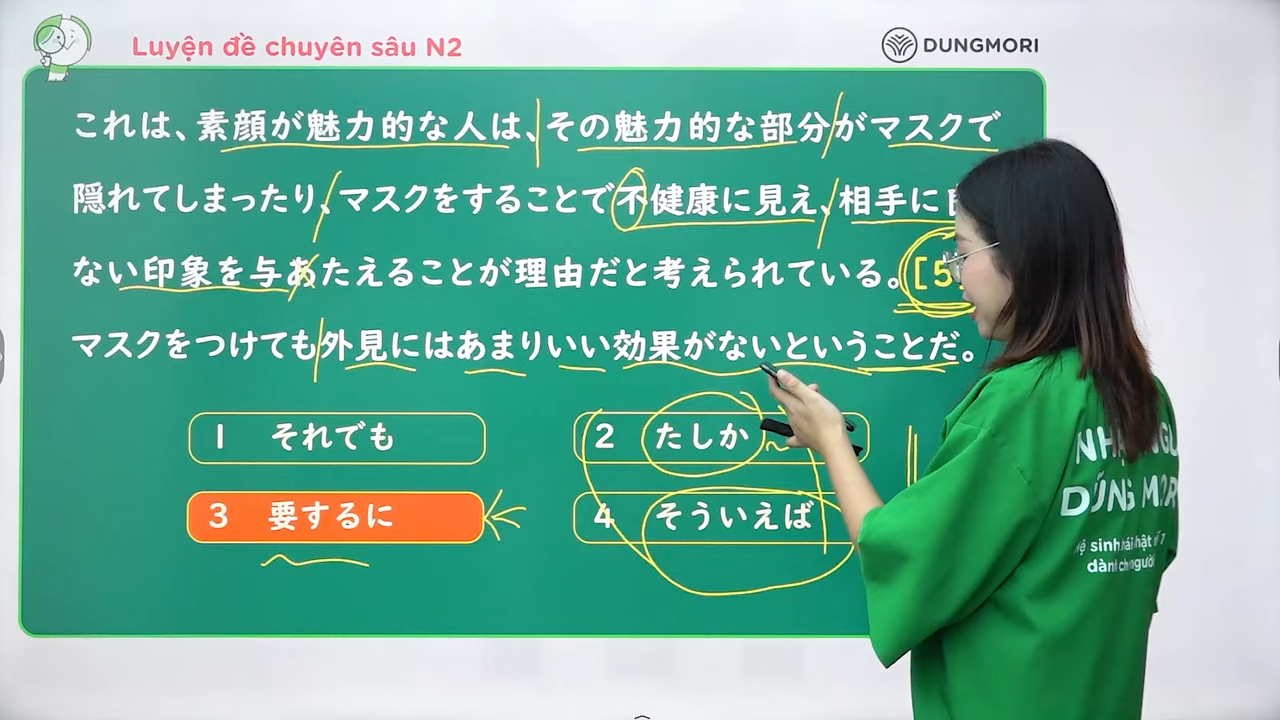 Luyện đề chuyên sâu N2
DUNGMORI
これは、素顔が魅力的な人は、その魅力的な部分がマスクで
隠れてしまったり、マスクをすることで不健康に見え、相手に
ない印象を与あたえることが理由だと考えられている。[5
マスクをつけても外見にはあまりいい効果がないということだ。
1 それでも
2 たしか
3 要するに
4 そういえば
DŨNG MORI